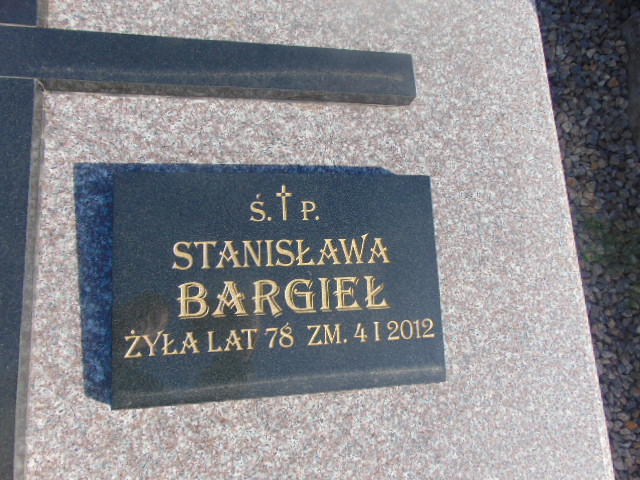 Ś. † P.
STANISŁAWA
BARGIEŁ
ŻYŁA LAT 78 ZM. 4 I 2012